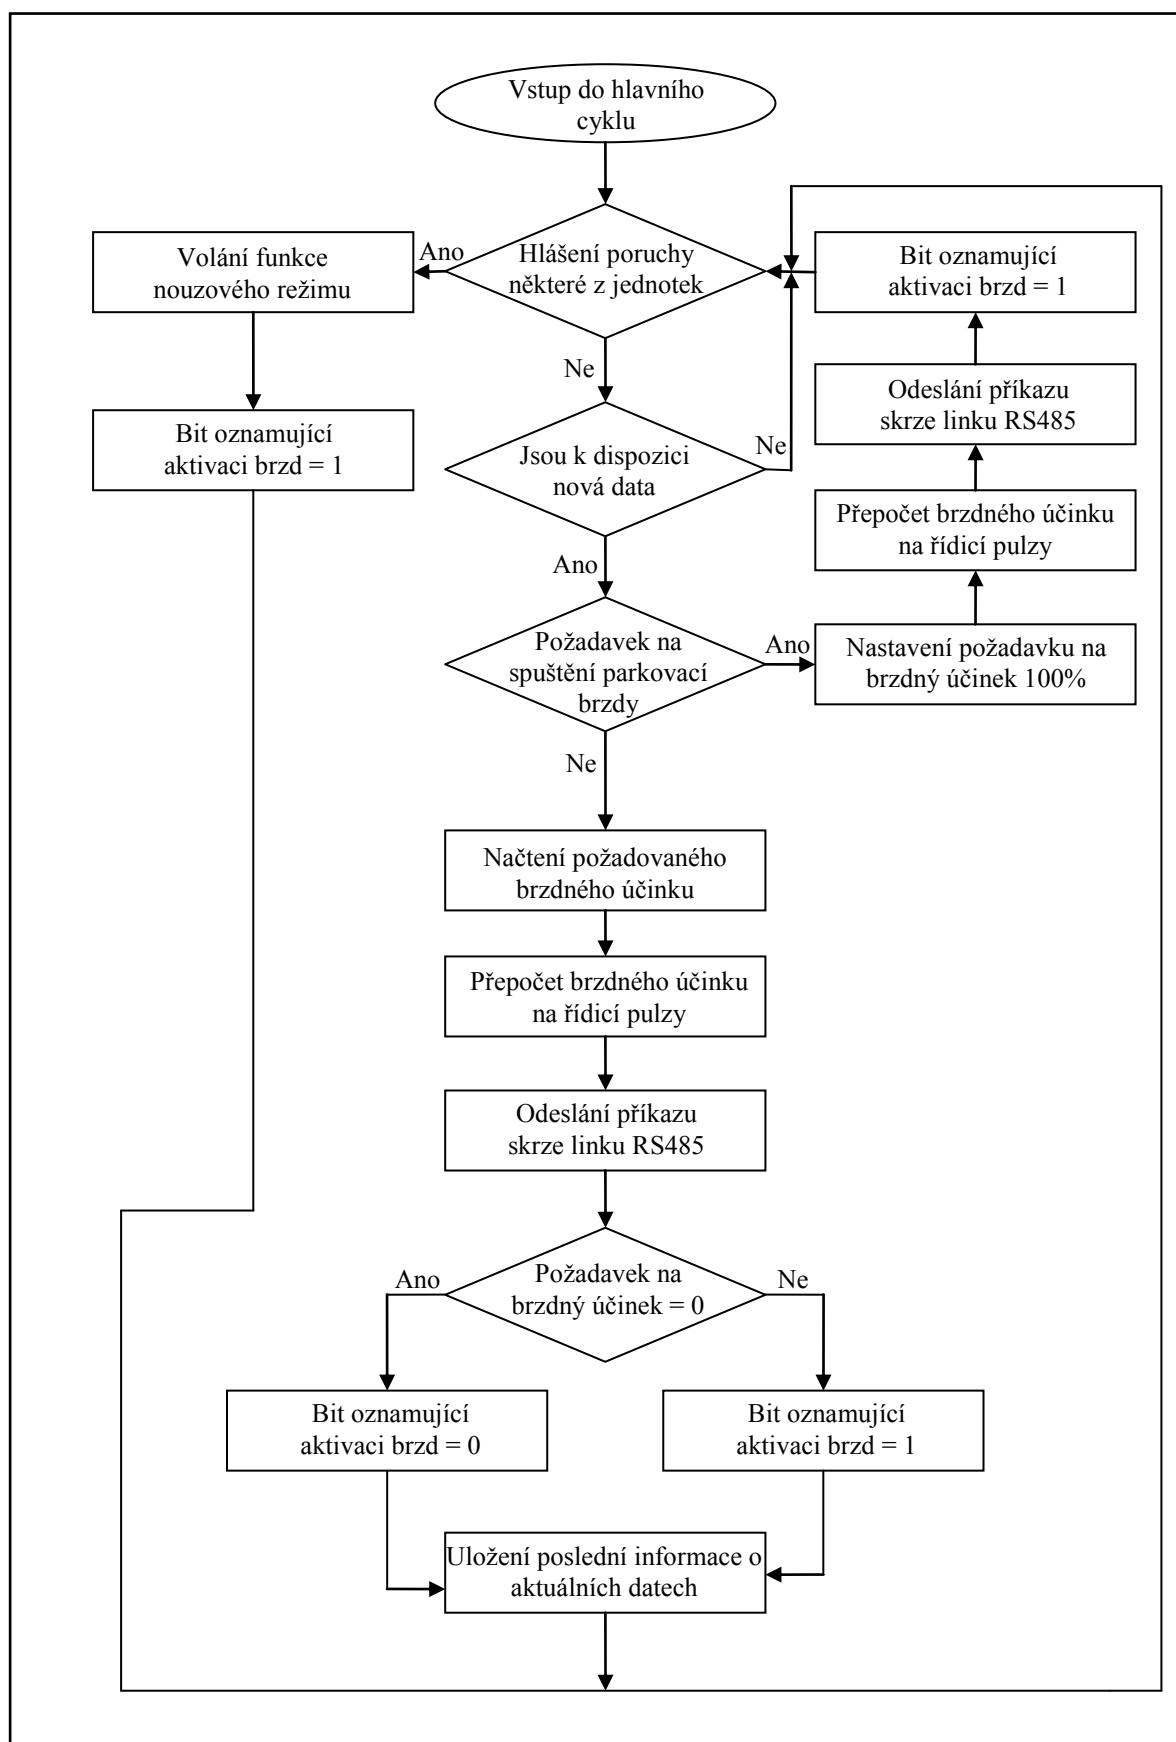 Vstup do hlavního
cyklu
Ano
Volání funkce
nouzového režimu
Hlášení poruchy
některé z jednotek
Bit oznamující
aktivaci brzd = 1
Ne
Odeslání příkazu
skrze linku RS485
Bit oznamující
aktivaci brzd = 1
Jsou k dispozici
nová data
Ne
Přepočet brzdného účinku
na řídicí pulzy
Ano
Požadavek na
spuštění parkovací
brzdy
Ano
Nastavení požadavku na
brzdný účinek 100%
Ne
Načtení požadovaného
brzdného účinku
Přepočet brzdného účinku
na řídicí pulzy
Odeslání příkazu
skrze linku RS485
Ano
Požadavek na
brzdný účinek = 0
Ne
Bit oznamující
aktivaci brzd = 0
Bit oznamující
aktivaci brzd = 1
Uložení poslední informace o
aktuálních datech